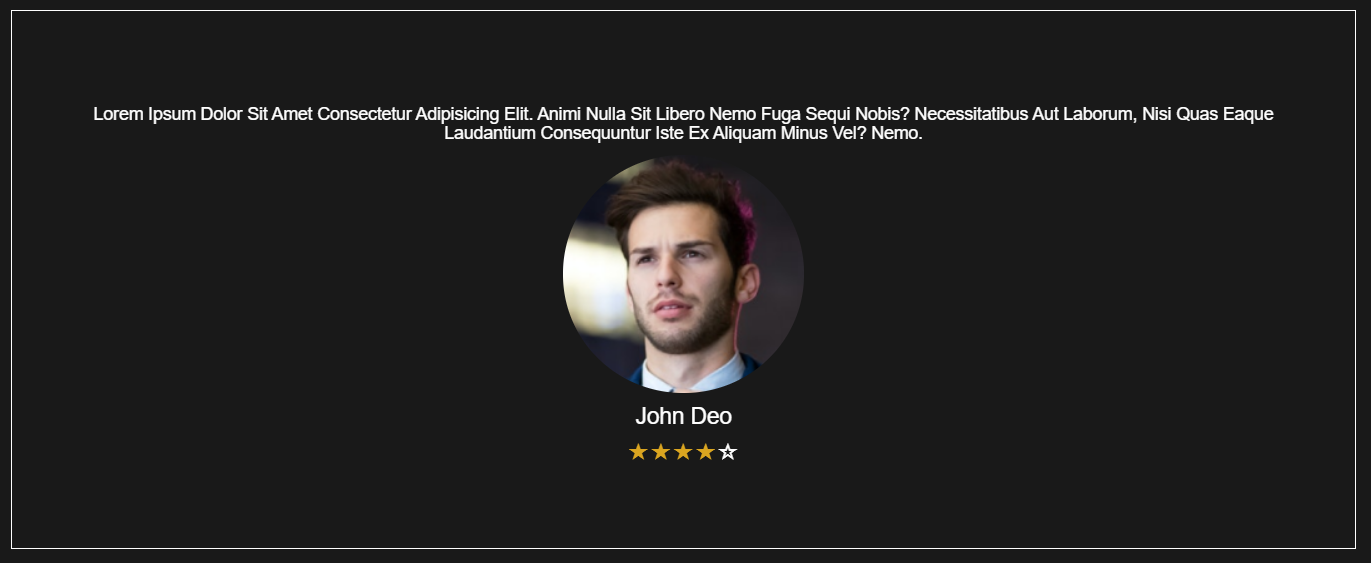 Lorem Ipsum Dolor Sit Amet Consectetur Adipisicing Elit. Animi Nulla Sit Libero Nemo Fuga Sequi Nobis? Necessitatibus Aut Laborum, Nisi Quas Eaque
Laudantium Consequuntur Iste Ex Aliquam Minus Vel? Nemo.
John Deo